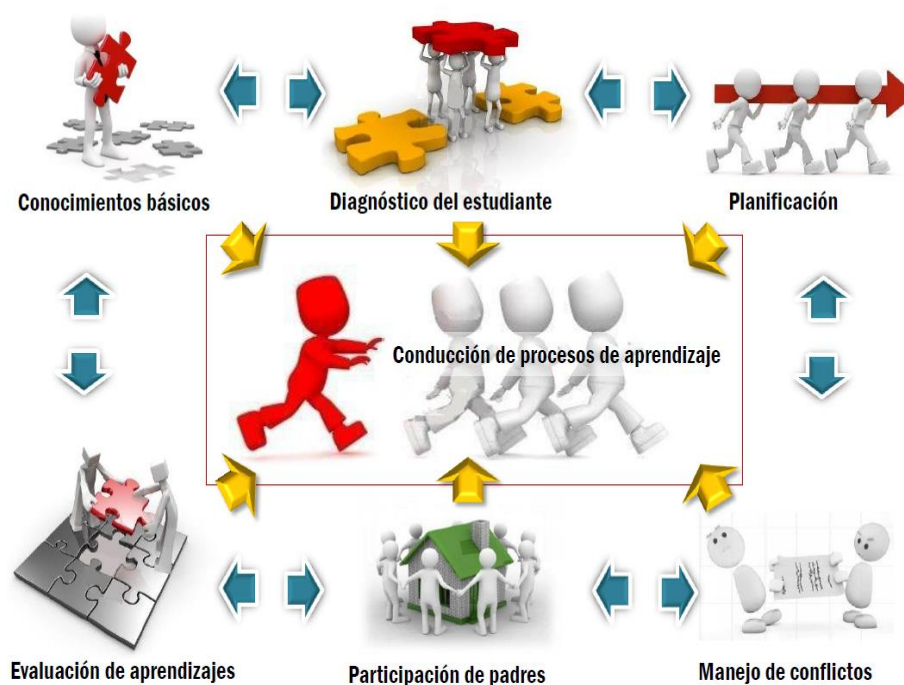 Conocimientos básicos
Diagnóstico del estudiante
Planificación
Conducción de procesos de aprendizaje
Evaluación de aprendizajes
Participación de padres
Manejo de conflictos